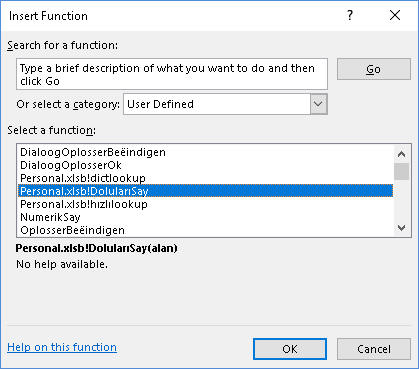 Insert Function
?
Search for a function:
Type a brief description of what you want to do and then
click Go
Go
Or select a category:
User Defined
Select a function:
DialoogOplosserBeëindigen
DialoogOplosserOk
Personal.xlsb!dictlookup
Personal.xlsb!DolularıSay
Personal.xlsb!hızlılookup
NumerikSay
OplosserBeëindigen
Personal.xlsb!DolularıSay(alan)
No help available.
Help on this function
OK
Cancel